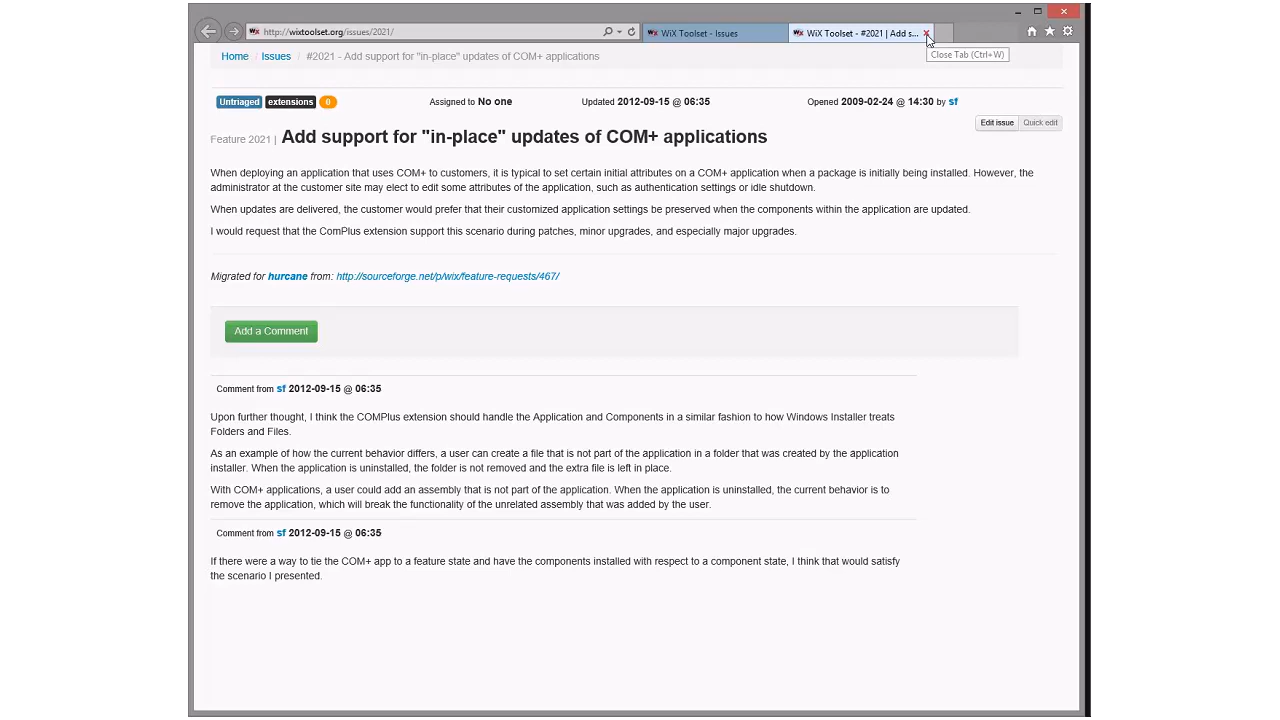 http://wixtoolset.org/issues/2021/
WiX Toolset - Issues
WiX Toolset - #2021 | Add s...
Close Tab (Ctrl+W)
Home / Issues / #2021 - Add support for "in-place" updates of COM+ applications
Untriaged extensions 0 Assigned to No one Updated 2012-09-15 @ 06:35 Opened 2009-02-24 @ 14:30 by sf
Edit issue Quick edit
Feature 2021 | Add support for "in-place" updates of COM+ applications
When deploying an application that uses COM+ to customers, it is typical to set certain initial attributes on a COM+ application when a package is initially being installed. However, the
administrator at the customer site may elect to edit some attributes of the application, such as authentication settings or idle shutdown.
When updates are delivered, the customer would prefer that their customized application settings be preserved when the components within the application are updated.
I would request that the ComPlus extension support this scenario during patches, minor upgrades, and especially major upgrades.
Migrated for hurcane from: http://sourceforge.net/p/wix/feature-requests/467/
Add a Comment
Comment from sf 2012-09-15 @ 06:35
Upon further thought, I think the COMPlus extension should handle the Application and Components in a similar fashion to how Windows Installer treats
Folders and Files.
As an example of how the current behavior differs, a user can create a file that is not part of the application in a folder that was created by the application
installer. When the application is uninstalled, the folder is not removed and the extra file is left in place.
With COM+ applications, a user could add an assembly that is not part of the application. When the application is uninstalled, the current behavior is to
remove the application, which will break the functionality of the unrelated assembly that was added by the user.
Comment from sf 2012-09-15 @ 06:35
If there were a way to tie the COM+ app to a feature state and have the components installed with respect to a component state, I think that would satisfy
the scenario I presented.